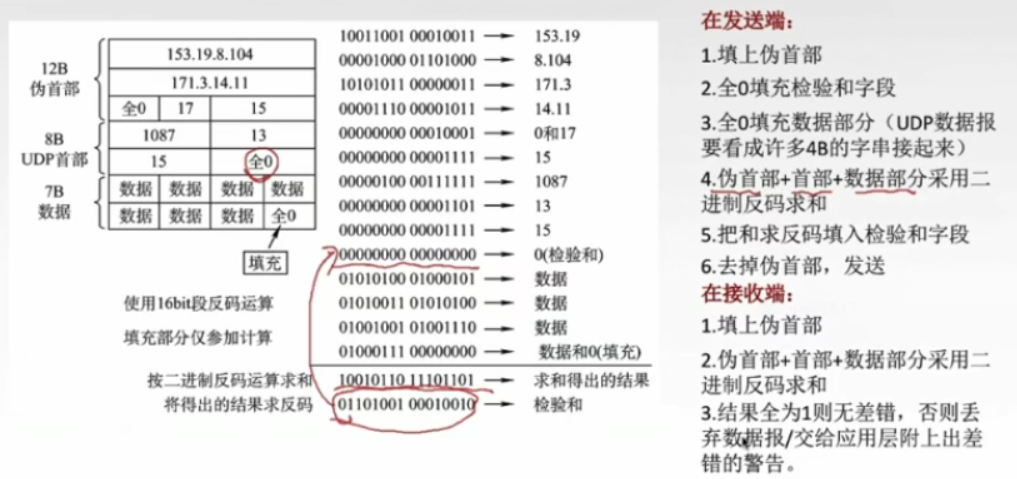 12B
伪首部
8B
UDP首部
7B
数据
153.19.8.104
171.3.14.11
全0 17 15
1087 13
15 全0
数据 数据 数据 数据
数据 数据 数据 全0
填充
使用16bit段反码运算
填充部分仅参加计算
10011001 00010011 → 153.19
00001000 01101000 → 8.104
10101011 00000011 → 171.3
00001110 00001011 → 14.11
00000000 00010001 → 0和17
00000000 00001111 → 15
00000100 00111111 → 1087
00000000 00001101 → 13
00000000 00001111 → 15
00000000 00000000 → 0(检验和)
01010100 01000101 → 数据
01010011 01010100 → 数据
01001001 01001110 → 数据
01000111 00000000 → 数据和0(填充)
按二进制反码运算求和 10010110 11101101 → 求和得出的结果
将得出的结果求反码 01101001 00010010 → 检验和
在发送端:
1.填上伪首部
2.全0填充检验和字段
3.全0填充数据部分（UDP数据报
要看成许多4B的字串接起来）
4.伪首部+首部+数据部分采用二
进制反码求和
5.把和求反码填入检验和字段
6.去掉伪首部，发送
在接收端:
1.填上伪首部
2.伪首部+首部+数据部分采用二
进制反码求和
3.结果全为1则无差错，否则丢
弃数据报/交给应用层附上出差
错的警告。